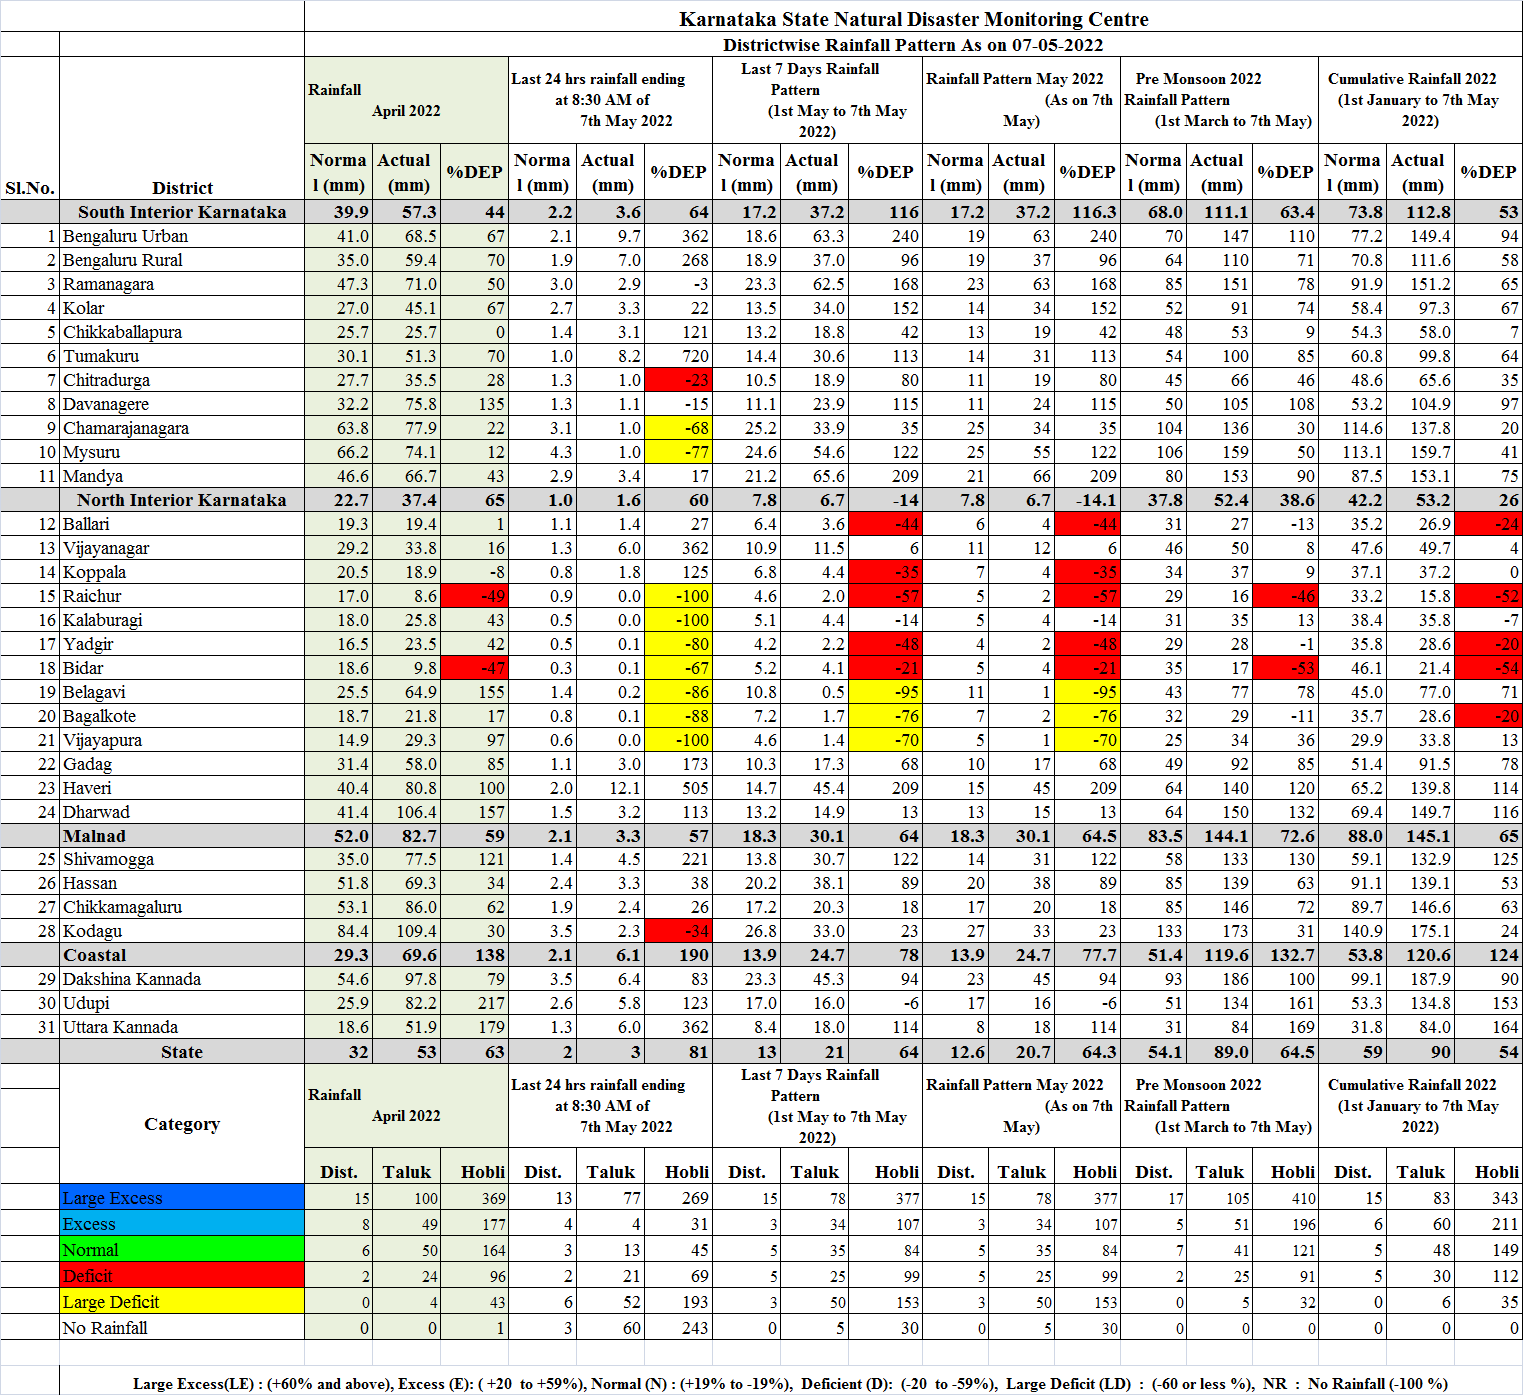 Karnataka State Natural Disaster Monitoring Centre
Districtwise Rainfall Pattern As on 07-05-2022
Sl.No. District Rainfall April 2022 Last 24 hrs rainfall ending at 8:30 AM of 7th May 2022 Last 7 Days Rainfall Pattern (1st May to 7th May 2022) Rainfall Pattern May 2022 (As on 7th May) Pre Monsoon 2022 Rainfall Pattern (1st March to 7th May) Cumulative Rainfall 2022 (1st January to 7th May 2022)
Normal (mm) Actual (mm) %DEP Normal (mm) Actual (mm) %DEP Normal (mm) Actual (mm) %DEP Normal (mm) Actual (mm) %DEP Normal (mm) Actual (mm) %DEP Normal (mm) Actual (mm) %DEP
South Interior Karnataka 39.9 57.3 44 2.2 3.6 64 17.2 37.2 116 17.2 37.2 116.3 68.0 111.1 63.4 73.8 112.8 53
1 Bengaluru Urban 41.0 68.5 67 2.1 9.7 362 18.6 63.3 240 19 63 240 70 147 110 77.2 149.4 94
2 Bengaluru Rural 35.0 59.4 70 1.9 7.0 268 18.9 37.0 96 19 37 96 64 110 71 70.8 111.6 58
3 Ramanagara 47.3 71.0 50 3.0 2.9 -3 23.3 62.5 168 23 63 168 85 151 78 91.9 151.2 65
4 Kolar 27.0 45.1 67 2.7 3.3 22 13.5 34.0 152 14 34 152 52 91 74 58.4 97.3 67
5 Chikkaballapura 25.7 25.7 0 1.4 3.1 121 13.2 18.8 42 13 19 42 48 53 9 54.3 58.0 7
6 Tumakuru 30.1 51.3 70 1.0 8.2 720 14.4 30.6 113 14 31 113 54 100 85 60.8 99.8 64
7 Chitradurga 27.7 35.5 28 1.3 1.0 -23 10.5 18.9 80 11 19 80 45 66 46 48.6 65.6 35
8 Davanagere 32.2 75.8 135 1.3 1.1 -15 11.1 23.9 115 11 24 115 50 105 108 53.2 104.9 97
9 Chamarajanagara 63.8 77.9 22 3.1 1.0 -68 25.2 33.9 35 25 34 35 104 136 30 114.6 137.8 20
10 Mysuru 66.2 74.1 12 4.3 1.0 -77 24.6 54.6 122 25 55 122 106 159 50 113.1 159.7 41
11 Mandya 46.6 66.7 43 2.9 3.4 17 21.2 65.6 209 21 66 209 80 153 90 87.5 153.1 75
North Interior Karnataka 22.7 37.4 65 1.0 1.6 60 7.8 6.7 -14 7.8 6.7 -14.1 37.8 52.4 38.6 42.2 53.2 26
12 Ballari 19.3 19.4 1 1.1 1.4 27 6.4 3.6 -44 6 4 -44 31 27 -13 35.2 26.9 -24
13 Vijayanagar 29.2 33.8 16 1.3 6.0 362 10.9 11.5 6 11 12 6 46 50 8 47.6 49.7 4
14 Koppala 20.5 18.9 -8 0.8 1.8 125 6.8 4.4 -35 7 4 -35 34 37 9 37.1 37.2 0
15 Raichur 17.0 8.6 -49 0.9 0.0 -100 4.6 2.0 -57 5 2 -57 29 16 -46 33.2 15.8 -52
16 Kalaburagi 18.0 25.8 43 0.5 0.0 -100 5.1 4.4 -14 5 4 -14 31 35 13 38.4 35.8 -7
17 Yadgir 16.5 23.5 42 0.5 0.1 -80 4.2 2.2 -48 4 2 -48 29 28 -1 35.8 28.6 -20
18 Bidar 18.6 9.8 -47 0.3 0.1 -67 5.2 4.1 -21 5 4 -21 35 17 -53 46.1 21.4 -54
19 Belagavi 25.5 64.9 155 1.4 0.2 -86 10.8 0.5 -95 11 1 -95 43 77 78 45.0 77.0 71
20 Bagalkote 18.7 21.8 17 0.8 0.1 -88 7.2 1.7 -76 7 2 -76 32 29 -11 35.7 28.6 -20
21 Vijayapura 14.9 29.3 97 0.6 0.0 -100 4.6 1.4 -70 5 1 -70 25 34 36 29.9 33.8 13
22 Gadag 31.4 58.0 85 1.1 3.0 173 10.3 17.3 68 10 17 68 49 92 85 51.4 91.5 78
23 Haveri 40.4 80.8 100 2.0 12.1 505 14.7 45.4 209 15 45 209 64 140 120 65.2 139.8 114
24 Dharwad 41.4 106.4 157 1.5 3.2 113 13.2 14.9 13 13 15 13 64 150 132 69.4 149.7 116
Malnad 52.0 82.7 59 2.1 3.3 57 18.3 30.1 64 18.3 30.1 64.5 83.5 144.1 72.6 88.0 145.1 65
25 Shivamogga 35.0 77.5 121 1.4 4.5 221 13.8 30.7 122 14 31 122 58 133 130 59.1 132.9 125
26 Hassan 51.8 69.3 34 2.4 3.3 38 20.2 38.1 89 20 38 89 85 139 63 91.1 139.1 53
27 Chikkamagaluru 53.1 86.0 62 1.9 2.4 26 17.2 20.3 18 17 20 18 85 146 72 89.7 146.6 63
28 Kodagu 84.4 109.4 30 3.5 2.3 -34 26.8 33.0 23 27 33 23 133 173 31 140.9 175.1 24
Coastal 29.3 69.6 138 2.1 6.1 190 13.9 24.7 78 13.9 24.7 77.7 51.4 119.6 132.7 53.8 120.6 124
29 Dakshina Kannada 54.6 97.8 79 3.5 6.4 83 23.3 45.3 94 23 45 94 93 186 100 99.1 187.9 90
30 Udupi 25.9 82.2 217 2.6 5.8 123 17.0 16.0 -6 17 16 -6 51 134 161 53.3 134.8 153
31 Uttara Kannada 18.6 51.9 179 1.3 6.0 362 8.4 18.0 114 8 18 114 31 84 169 31.8 84.0 164
State 32 53 63 2 3 81 13 21 64 12.6 20.7 64.3 54.1 89.0 64.5 59 90 54
Category Rainfall April 2022 Last 24 hrs rainfall ending at 8:30 AM of 7th May 2022 Last 7 Days Rainfall Pattern (1st May to 7th May 2022) Rainfall Pattern May 2022 (As on 7th May) Pre Monsoon 2022 Rainfall Pattern (1st March to 7th May) Cumulative Rainfall 2022 (1st January to 7th May 2022)
Dist. Taluk Hobli Dist. Taluk Hobli Dist. Taluk Hobli Dist. Taluk Hobli Dist. Taluk Hobli Dist. Taluk Hobli
Large Excess 15 100 369 13 77 269 15 78 377 15 78 377 17 105 410 15 83 343
Excess 8 49 177 4 4 31 3 34 107 3 34 107 5 51 196 6 60 211
Normal 6 50 164 3 13 45 5 35 84 5 35 84 7 41 121 5 48 149
Deficit 2 24 96 2 21 69 5 25 99 5 25 99 2 25 91 5 30 112
Large Deficit 0 4 43 6 52 193 3 50 153 3 50 153 0 5 32 0 6 35
No Rainfall 0 0 1 3 60 243 0 5 30 0 5 30 0 0 0 0 0 0
Large Excess(LE) : (+60% and above), Excess (E): ( +20 to +59%), Normal (N) : (+19% to -19%), Deficient (D): (-20 to -59%), Large Deficit (LD) : (-60 or less %), NR : No Rainfall (-100 %)